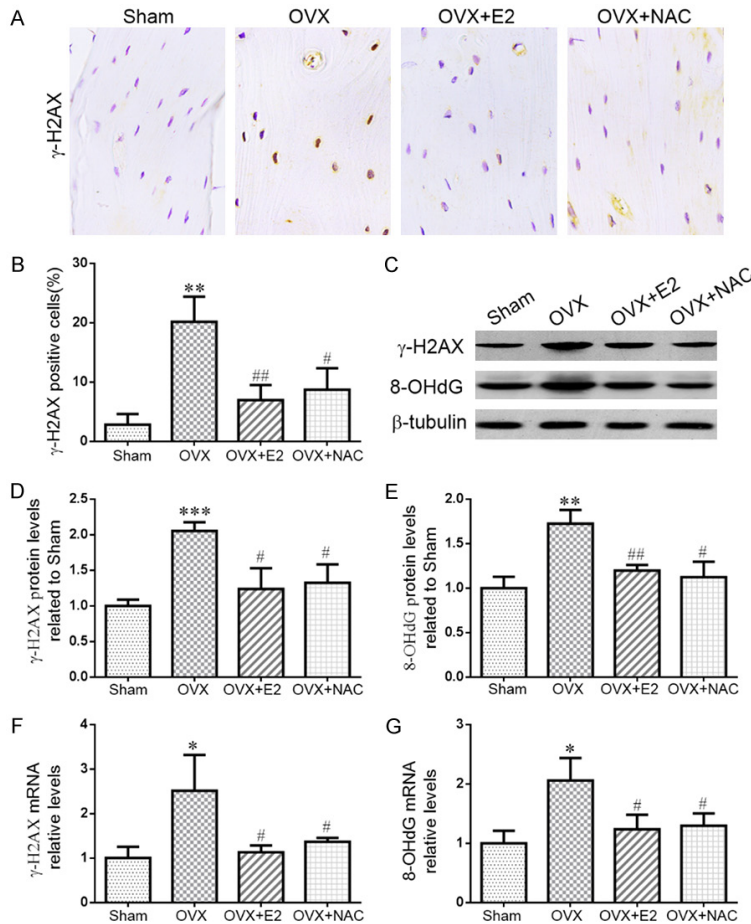 A
Sham
OVX
OVX+E2
OVX+NAC
γ-H2AX
B
γ-H2AX positive cells(%)
30
20
10
0
**
##
#
Sham
OVX
OVX+E2
OVX+NAC
C
Sham
OVX
OVX+E2
OVX+NAC
γ-H2AX
8-OHdG
β-tubulin
D
γ-H2AX protein levels
related to Sham
2.5
2.0
1.5
1.0
0.5
0.0
***
#
#
Sham
OVX
OVX+E2
OVX+NAC
E
8-OHdG protein levels
related to Sham
2.0
1.5
1.0
0.5
0.0
**
##
#
Sham
OVX
OVX+E2
OVX+NAC
F
γ-H2AX mRNA
relative levels
4
3
2
1
0
*
#
#
Sham
OVX
OVX+E2
OVX+NAC
G
8-OHdG mRNA
relative levels
3
2
1
0
*
#
#
Sham
OVX
OVX+E2
OVX+NAC